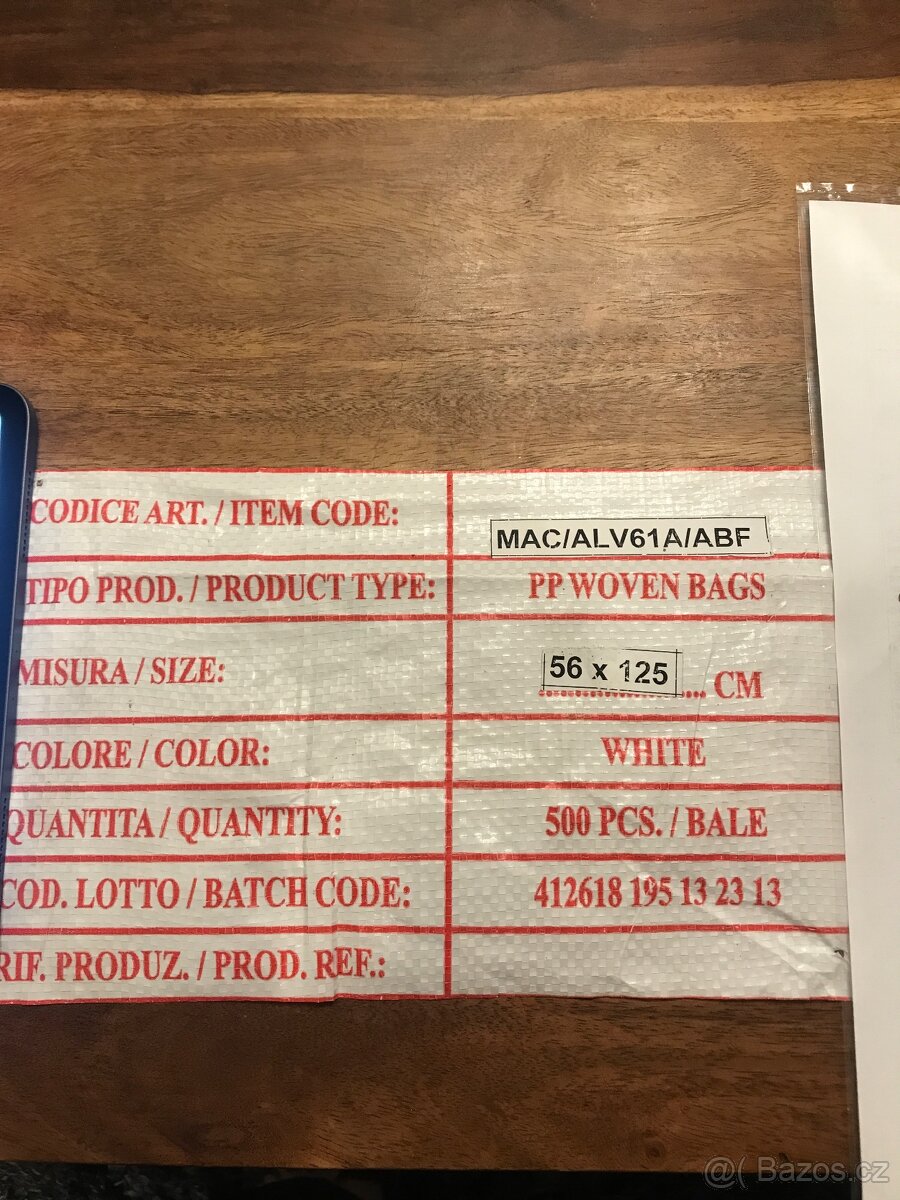 CODICE ART. / ITEM CODE: MAC/ALV61A/ABF
TIPO PROD. / PRODUCT TYPE: PP WOVEN BAGS
MISURA / SIZE: 56 x 125 .... CM
COLORE / COLOR: WHITE
QUANTITA / QUANTITY: 500 PCS. / BALE
COD. LOTTO / BATCH CODE: 412618 195 13 23 13
RIF. PRODUZ. / PROD. REF.:
@( Bazos.cz